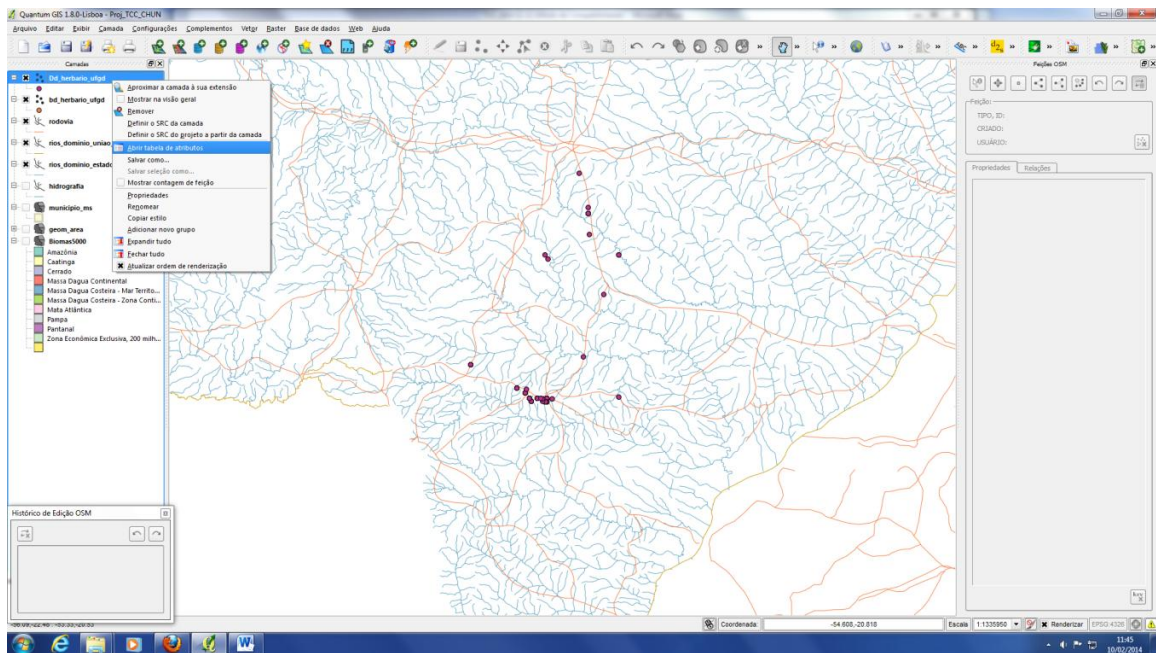 Quantum GIS 1.8.0-Lisboa - Proj_TCC_CHUN
Arquivo Editar Exibir Camada Configurações Complementos Vetor Raster Base de dados Web Ajuda
Camadas
Dd_herbario_ufgd
bd_herbario_ufgd
rodovia
rios_dominio_uniao
rios_dominio_estado
hidrografia
municipio_ms
geom_area
Biomas5000
Amazônia
Caatinga
Cerrado
Massa Dagua Continental
Massa Dagua Costeira - Mar Territo...
Massa Dagua Costeira - Zona Conti...
Mata Atlântica
Pampa
Pantanal
Zona Econômica Exclusiva, 200 milh...
Aproximar a camada à sua extensão
Mostrar na visão geral
Remover
Definir o SRC da camada
Definir o SRC do projeto a partir da camada
Abrir tabela de atributos
Salvar como...
Salvar seleção como...
Mostrar contagem de feição
Propriedades
Renomear
Copiar estilo
Adicionar novo grupo
Expandir tudo
Fechar tudo
Atualizar ordem de renderização
Feições OSM
Feição:
TIPO, ID:
CRIADO:
USUÁRIO:
Propriedades Relações
Histórico de Edição OSM
Coordenada: -54.608,-20.818 Escala 1:1335950 Renderizar EPSG:4326
11:45
10/02/2014